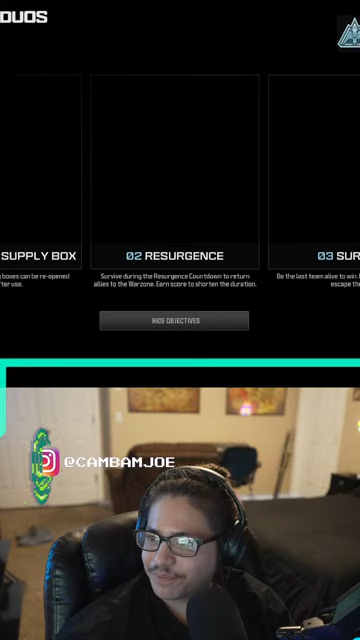 DUOS
SUPPLY BOX
02 RESURGENCE
03 SUR
boxes can be re-opened
Survive during the Resurgence Countdown to return
Be the last team alive to win.
after use.
allies to the Warzone. Earn score to shorten the duration.
escape the
HIDE OBJECTIVES
@CAMBAMJOE